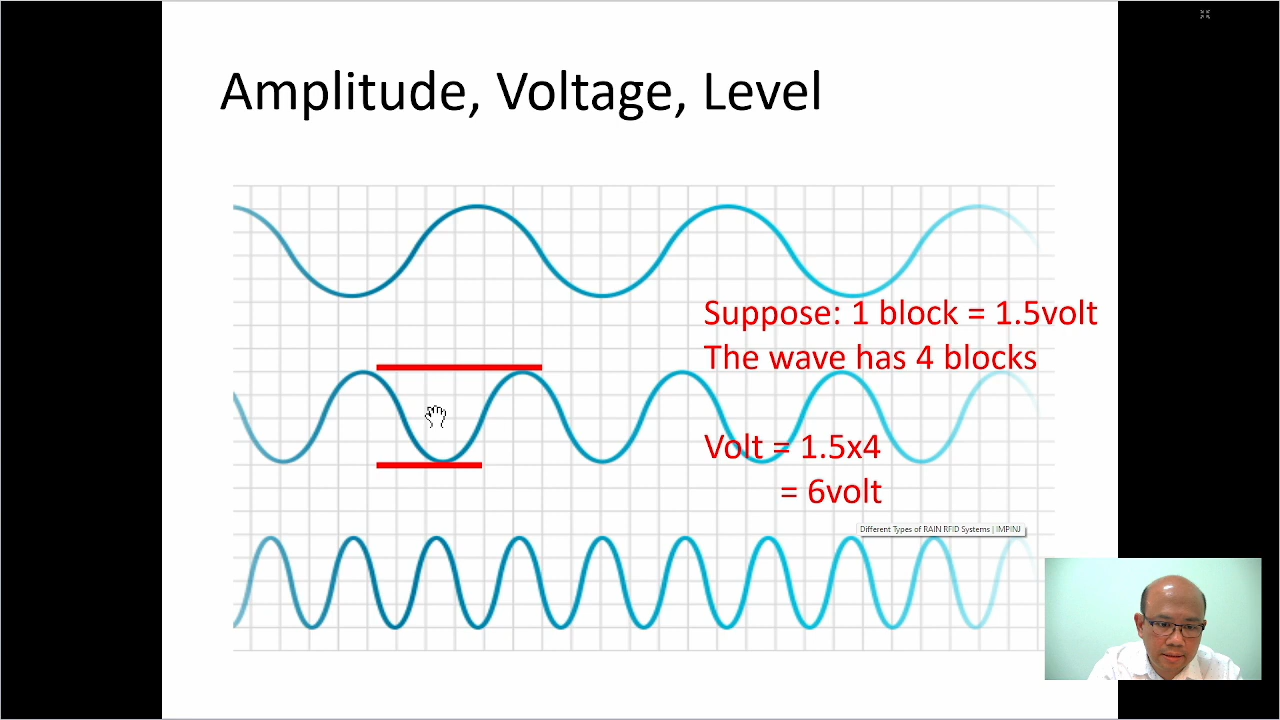 Amplitude, Voltage, Level
Suppose: 1 block = 1.5volt
The wave has 4 blocks
Volt = 1.5x4
= 6volt
Different Types of RAIN RFID Systems | IMPINJ